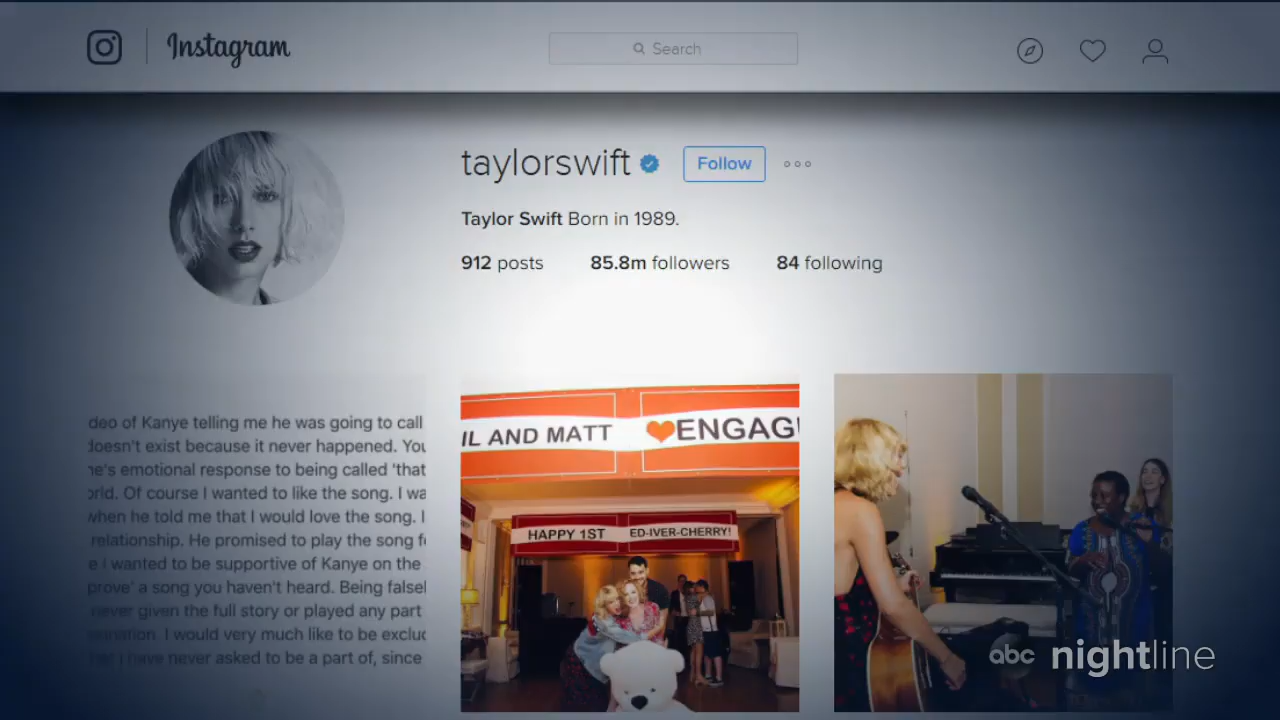 Instagram
Search
taylorswift
Follow
Taylor Swift Born in 1989.
912 posts
85.8m followers
84 following
deo of Kanye telling me he was going to call
doesn't exist because it never happened. You
he's emotional response to being called 'that
orld. Of course I wanted to like the song. I wa
when he told me that I would love the song. I
relationship. He promised to play the song f
e I wanted to be supportive of Kanye on the
prove' a song you haven't heard. Being falsel
never given the full story or played any part
I would very much like to be exclu
I have never asked to be a part of, since
IL AND MATT
ENGAG
HAPPY 1ST
ED-IVER-CHERRY!
abc nightline